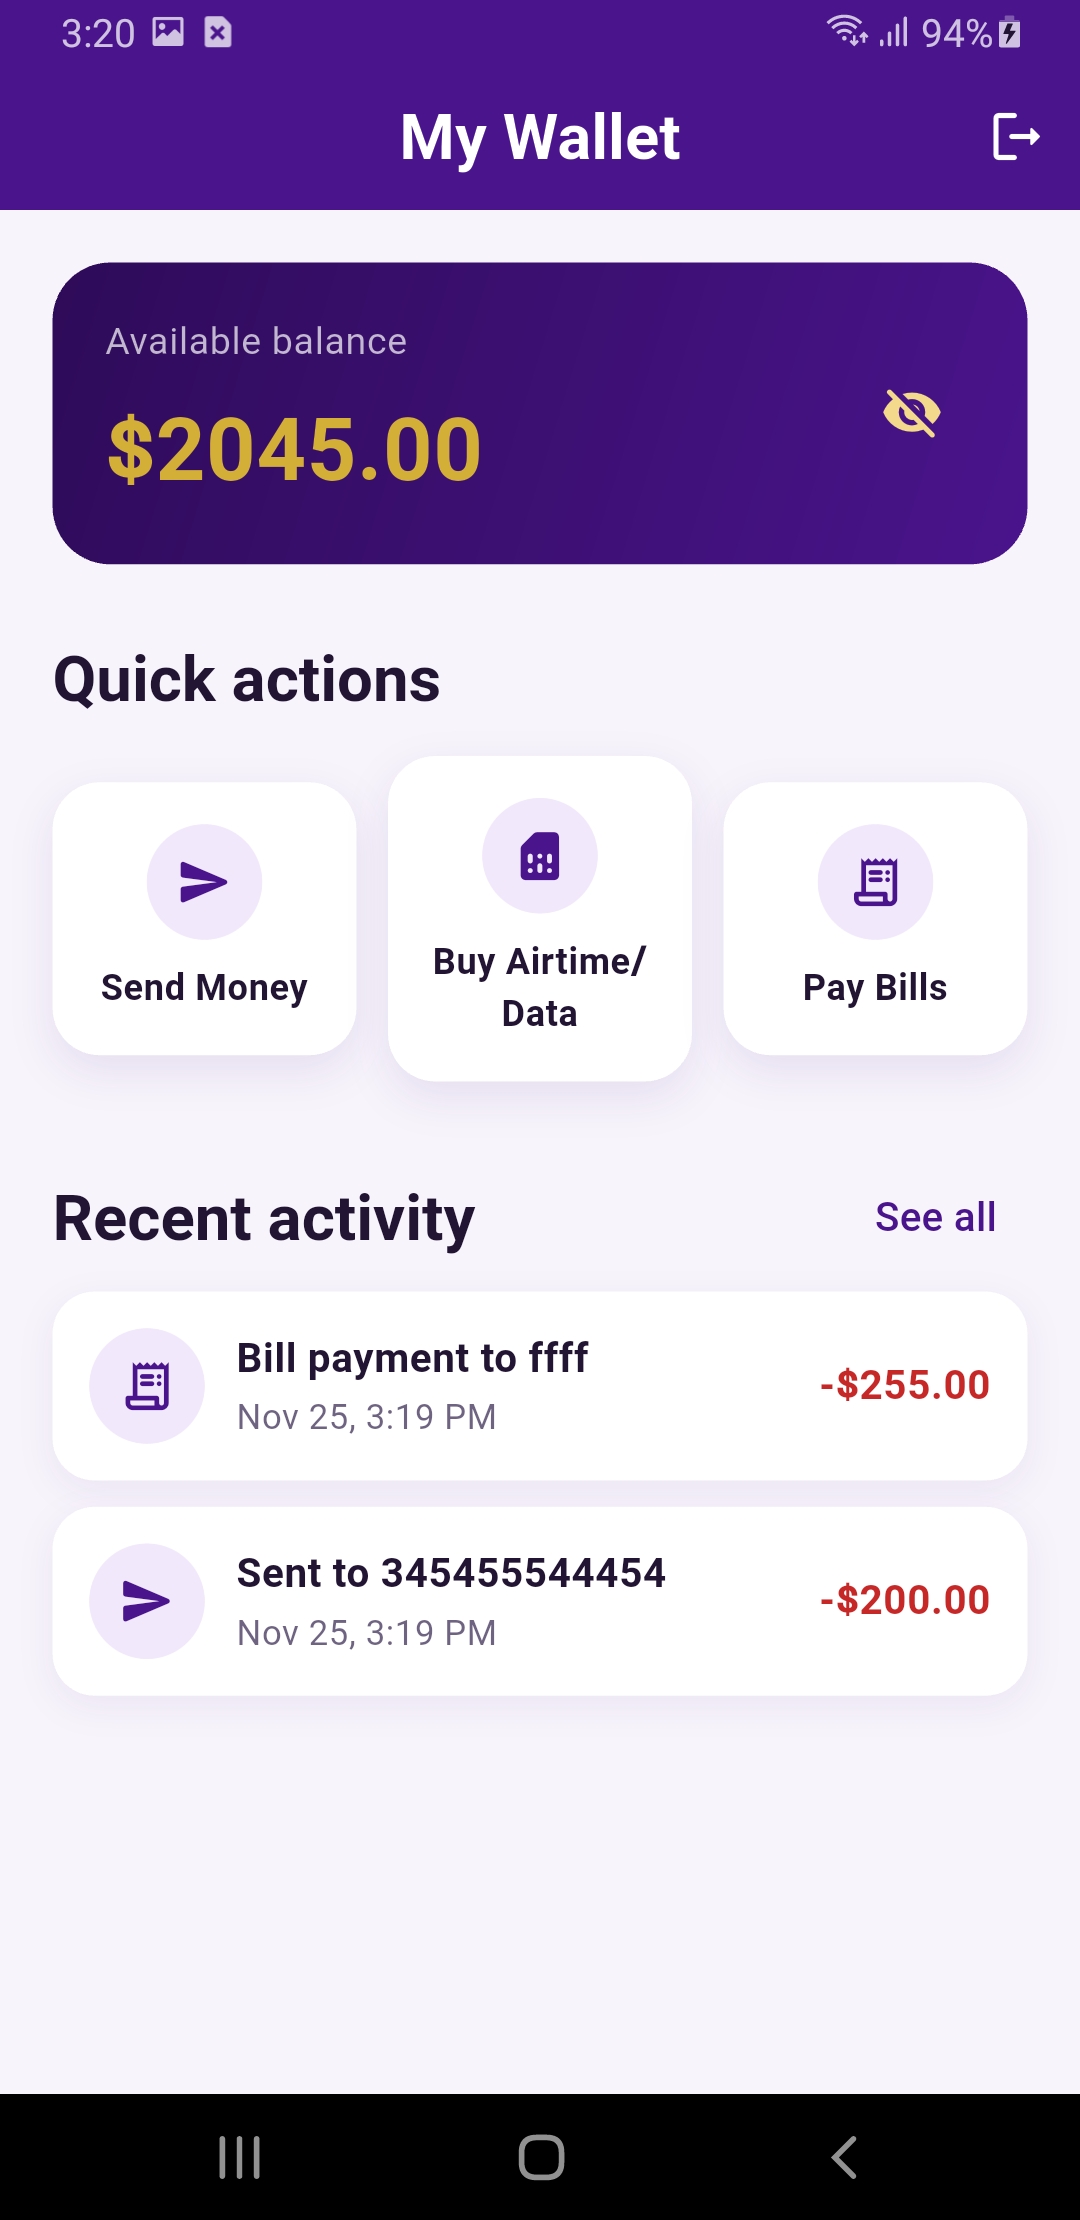 3:20
94%
My Wallet
Available balance
$2045.00
Quick actions
Send Money
Buy Airtime/
Data
Pay Bills
Recent activity
See all
Bill payment to ffff
Nov 25, 3:19 PM
-$255.00
Sent to 345455544454
Nov 25, 3:19 PM
-$200.00